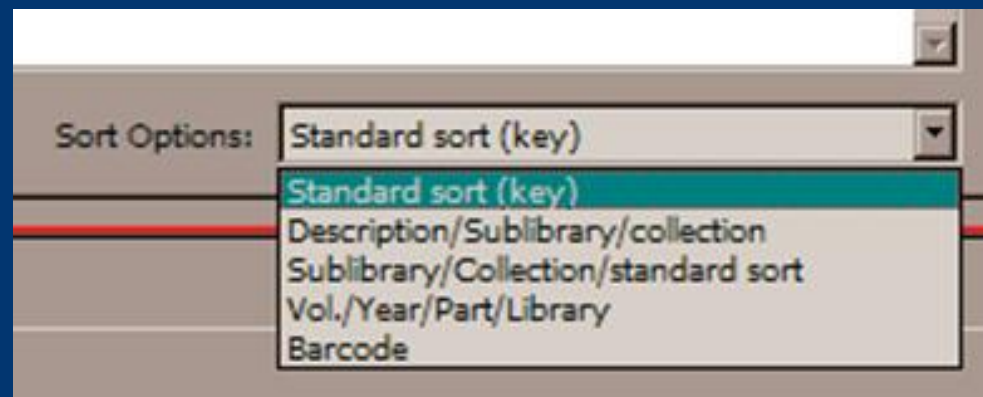 Sort Options: Standard sort (key)
Standard sort (key)
Description/Sublibrary/collection
Sublibrary/Collection/standard sort
Vol./Year/Part/Library
Barcode